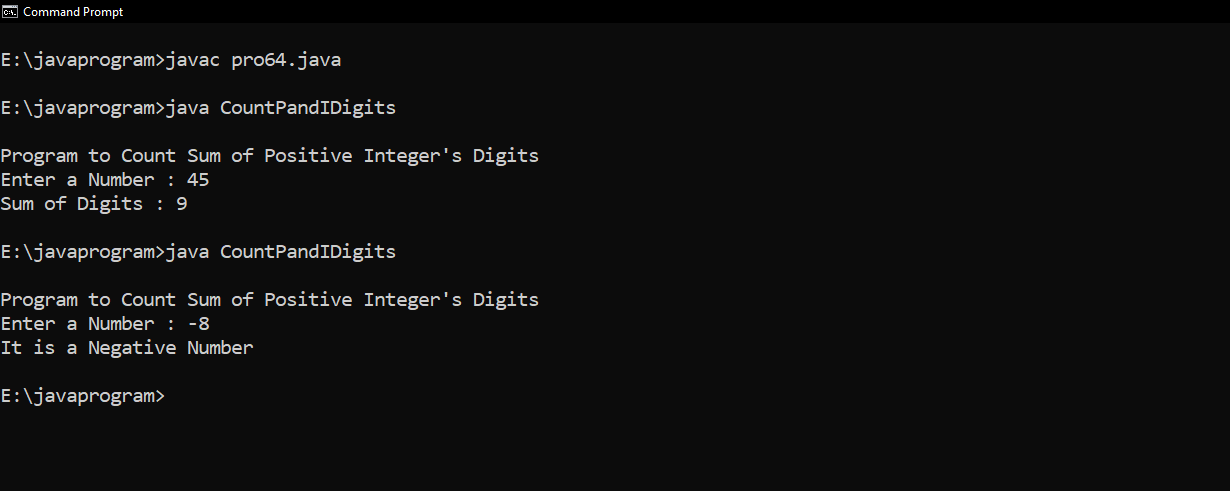 Command Prompt
E:\javaprogram>javac pro64.java
E:\javaprogram>java CountPandIDigits
Program to Count Sum of Positive Integer's Digits
Enter a Number : 45
Sum of Digits : 9
E:\javaprogram>java CountPandIDigits
Program to Count Sum of Positive Integer's Digits
Enter a Number : -8
It is a Negative Number
E:\javaprogram>